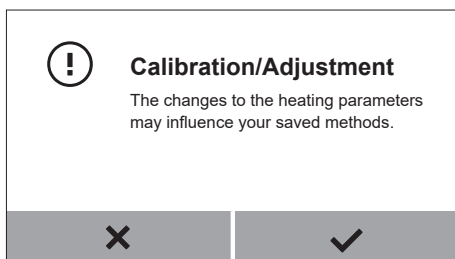 Calibration/Adjustment
The changes to the heating parameters
may influence your saved methods.